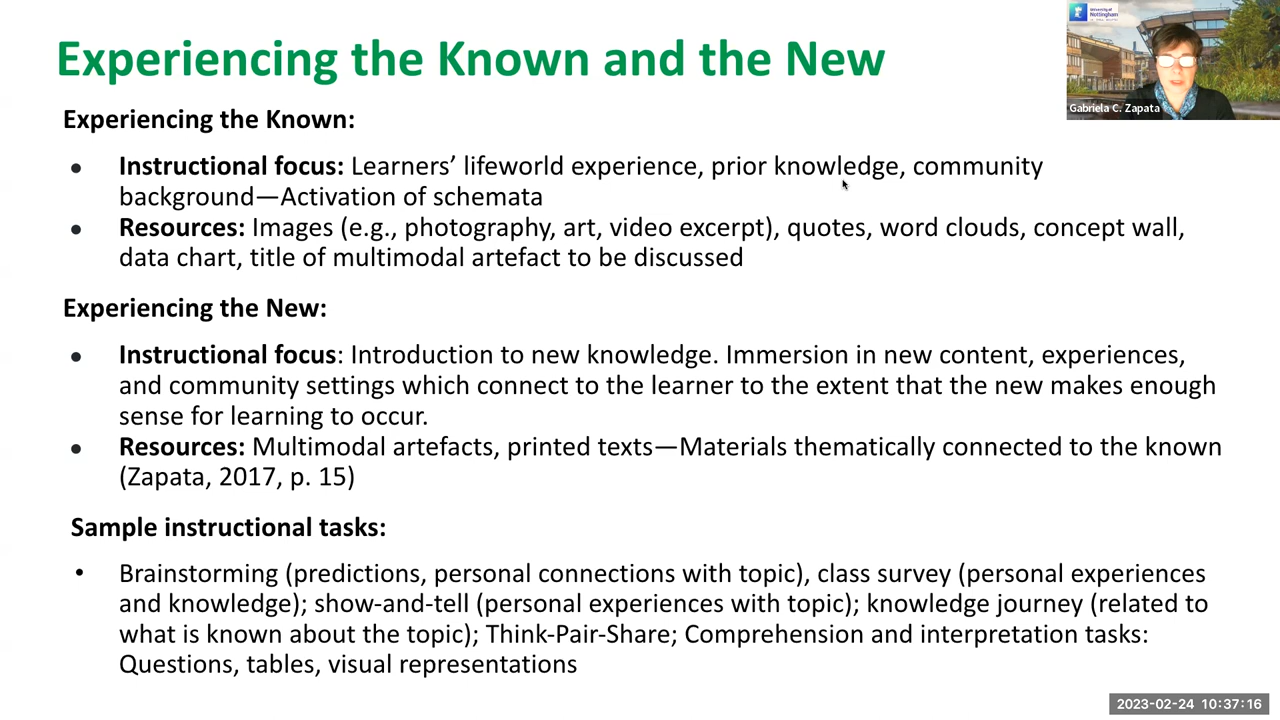 Experiencing the Known and the New
University of
Nottingham
Gabriela C. Zapata
Experiencing the Known:
● Instructional focus: Learners’ lifeworld experience, prior knowledge, community
background—Activation of schemata
● Resources: Images (e.g., photography, art, video excerpt), quotes, word clouds, concept wall,
data chart, title of multimodal artefact to be discussed
Experiencing the New:
● Instructional focus: Introduction to new knowledge. Immersion in new content, experiences,
and community settings which connect to the learner to the extent that the new makes enough
sense for learning to occur.
● Resources: Multimodal artefacts, printed texts—Materials thematically connected to the known
(Zapata, 2017, p. 15)
Sample instructional tasks:
• Brainstorming (predictions, personal connections with topic), class survey (personal experiences
and knowledge); show-and-tell (personal experiences with topic); knowledge journey (related to
what is known about the topic); Think-Pair-Share; Comprehension and interpretation tasks:
Questions, tables, visual representations
2023-02-24 10:37:16